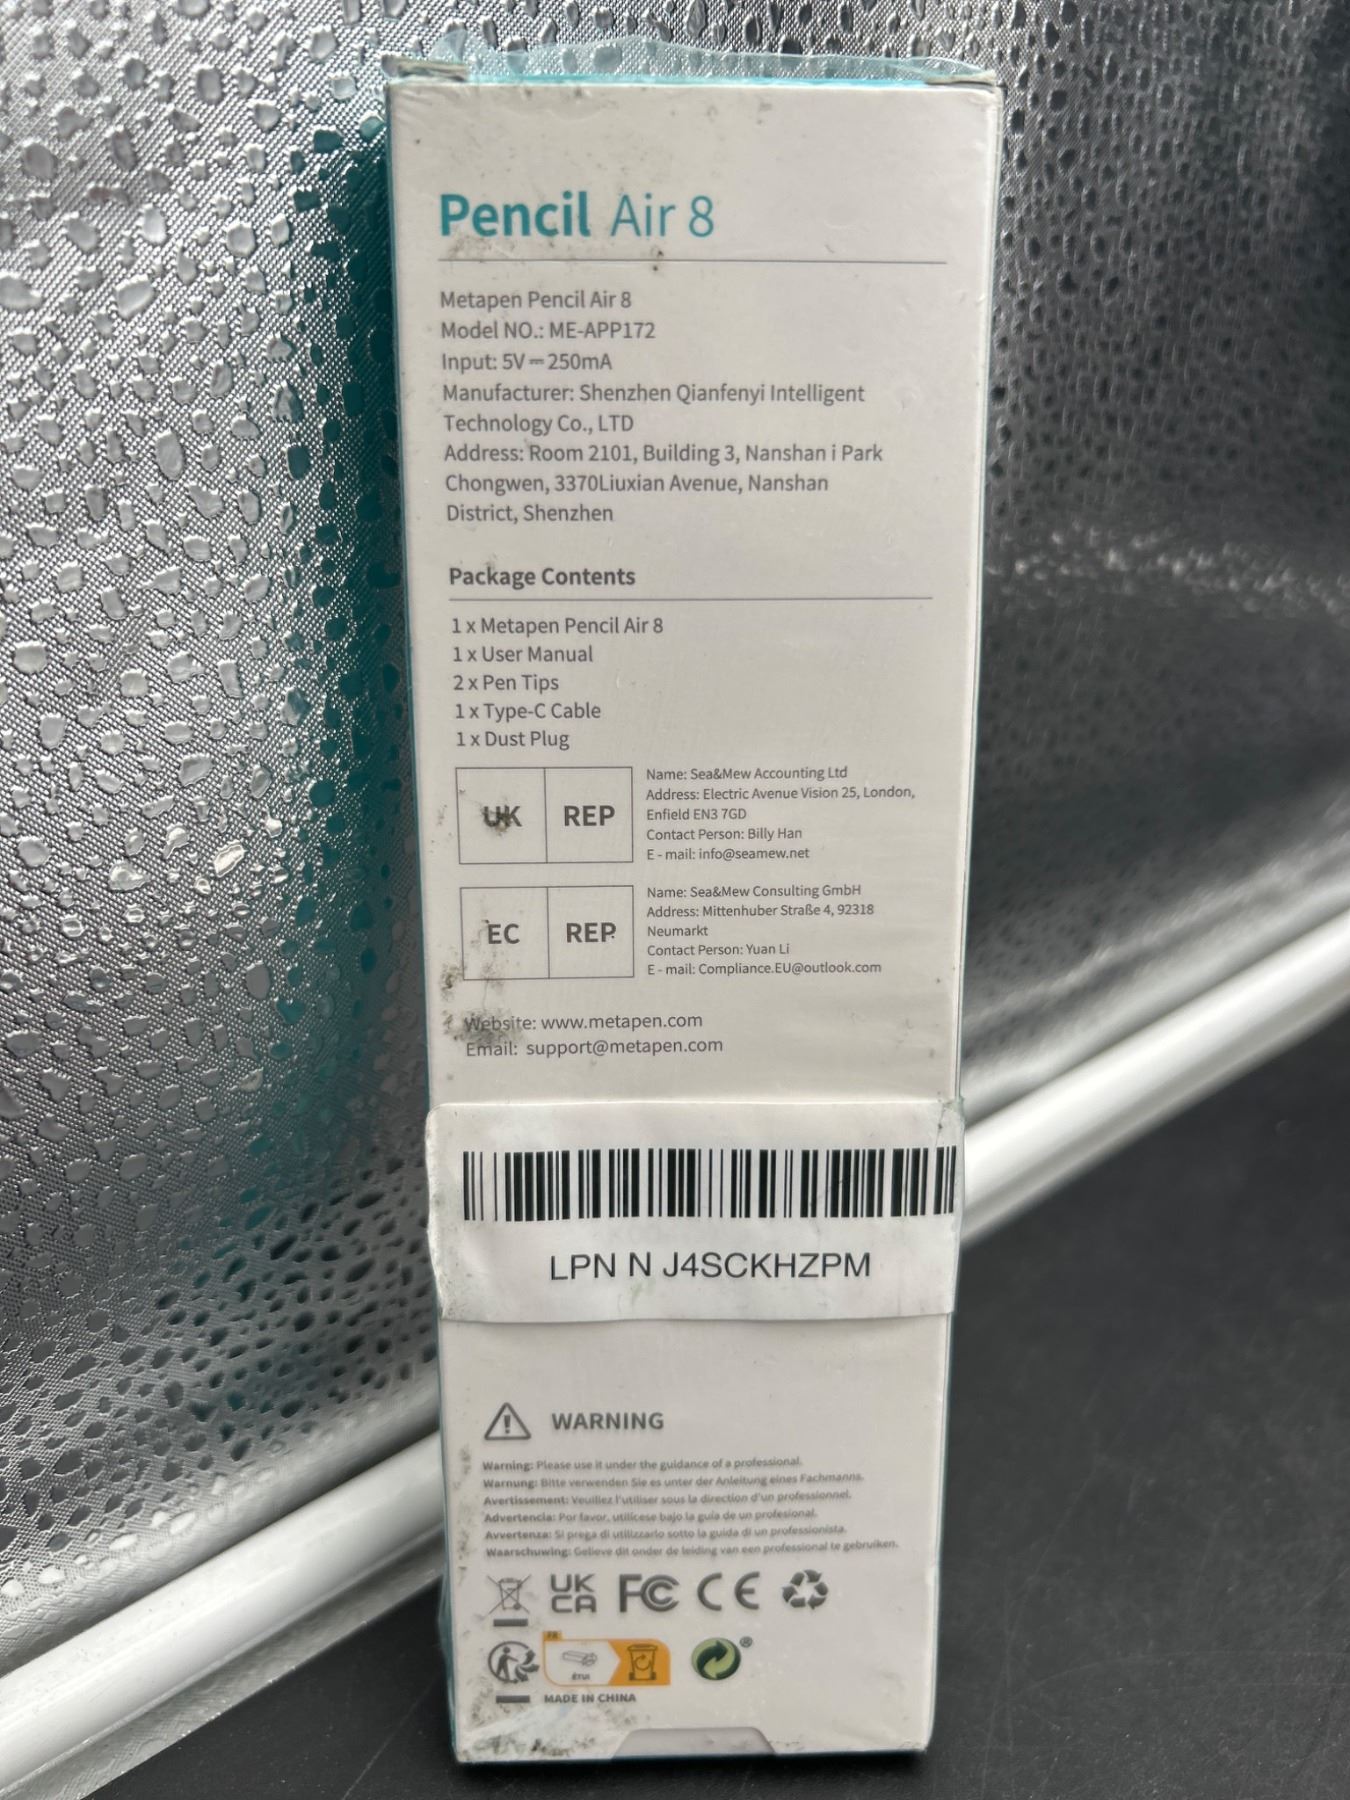 Pencil Air 8
Metapen Pencil Air 8
Model NO.: ME-APP172
Input: 5V⎓250mA
Manufacturer: Shenzhen Qianfenyi Intelligent
Technology Co., LTD
Address: Room 2101, Building 3, Nanshan i Park
Chongwen, 3370Liuxian Avenue, Nanshan
District, Shenzhen
Package Contents
1 x Metapen Pencil Air 8
1 x User Manual
2 x Pen Tips
1 x Type-C Cable
1 x Dust Plug
UK REP
Name: Sea&Mew Accounting Ltd
Address: Electric Avenue Vision 25, London,
Enfield EN3 7GD
Contact Person: Billy Han
E - mail: info@seamew.net
EC REP
Name: Sea&Mew Consulting GmbH
Address: Mittenhuber Straße 4, 92318
Neumarkt
Contact Person: Yuan Li
E - mail: Compliance.EU@outlook.com
Website: www.metapen.com
Email: support@metapen.com
LPN N J4SCKHZPM
WARNING
Warning: Please use it under the guidance of a professional.
Warnung: Bitte verwenden Sie es unter der Anleitung eines Fachmanns.
Avertissement: Veuillez l'utiliser sous la direction d'un professionnel.
Advertencia: Por favor, utilícese bajo la guía de un profesional.
Avvertenza: Si prega di utilizzarlo sotto la guida di un professionista.
Waarschuwing: Gelieve dit onder de leiding van een professional te gebruiken.
UK
CA
FC CE
FR
ÉTUI
®
MADE IN CHINA